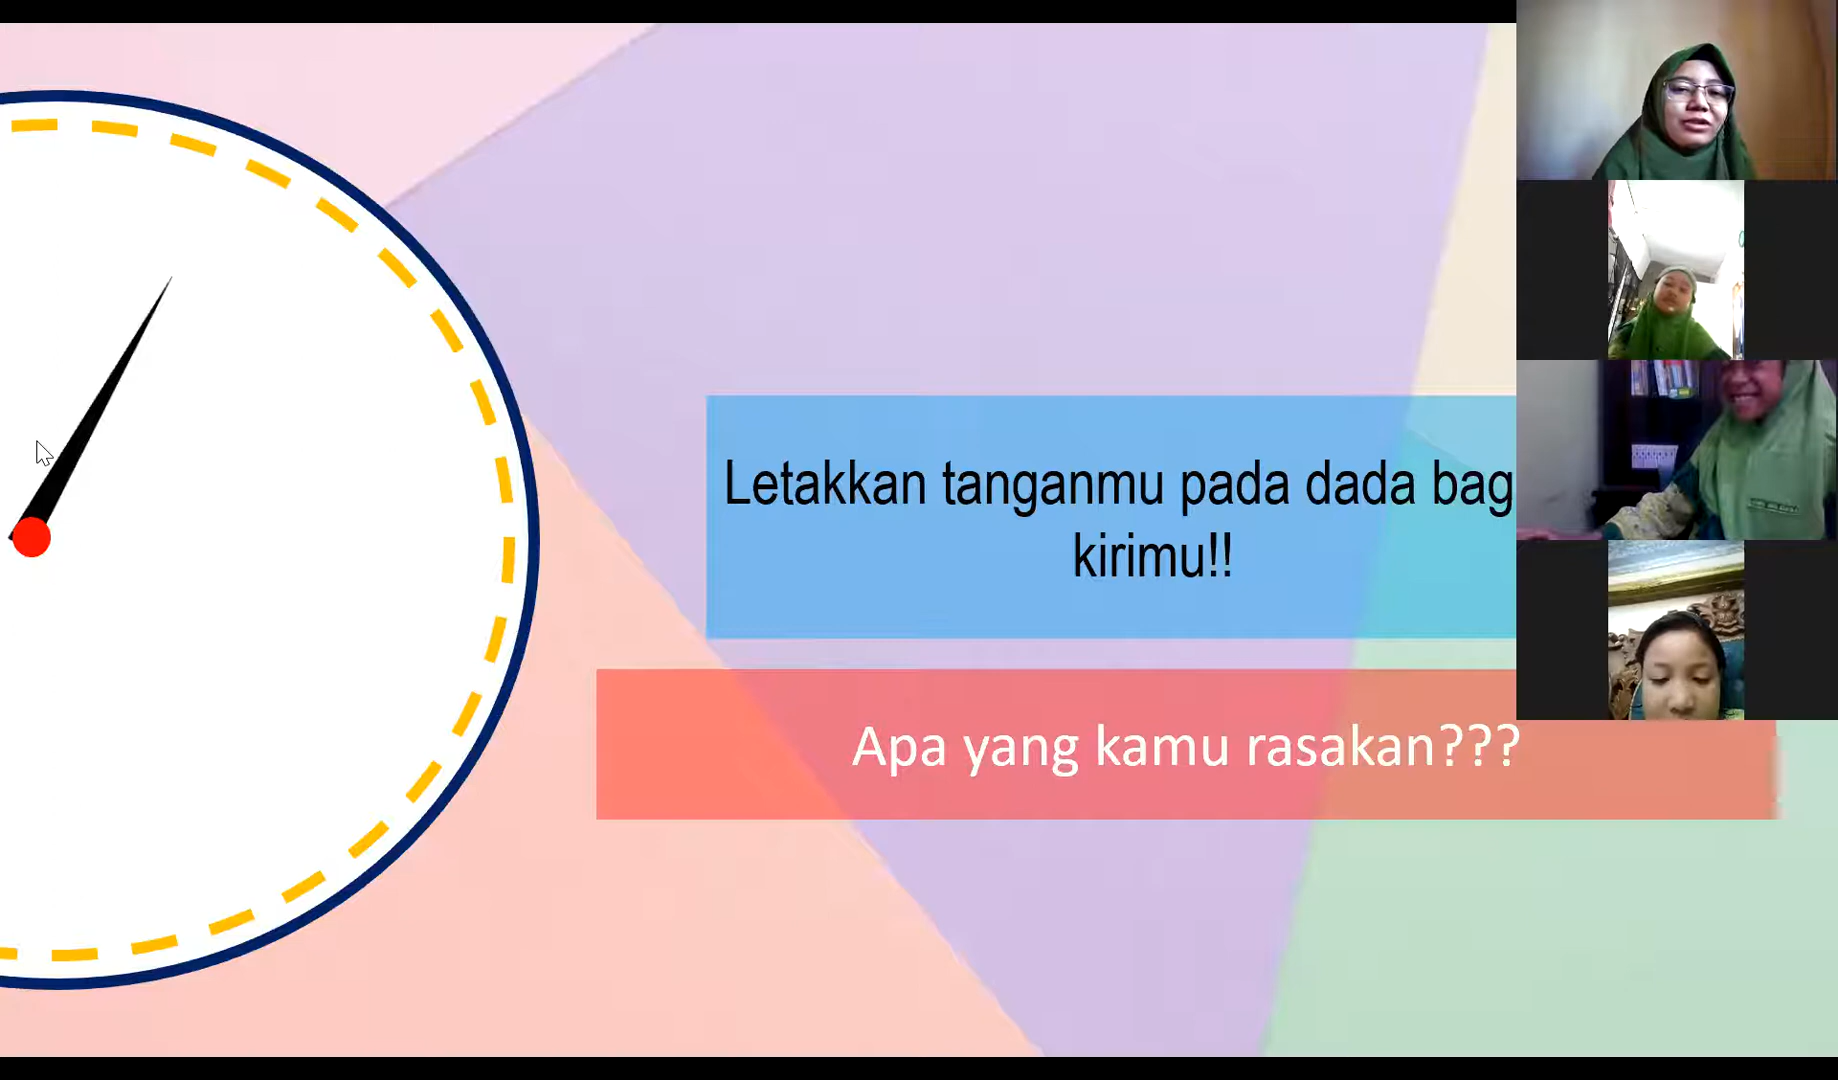 Letakkan tanganmu pada dada bag
kirimu!!
Apa yang kamu rasakan???